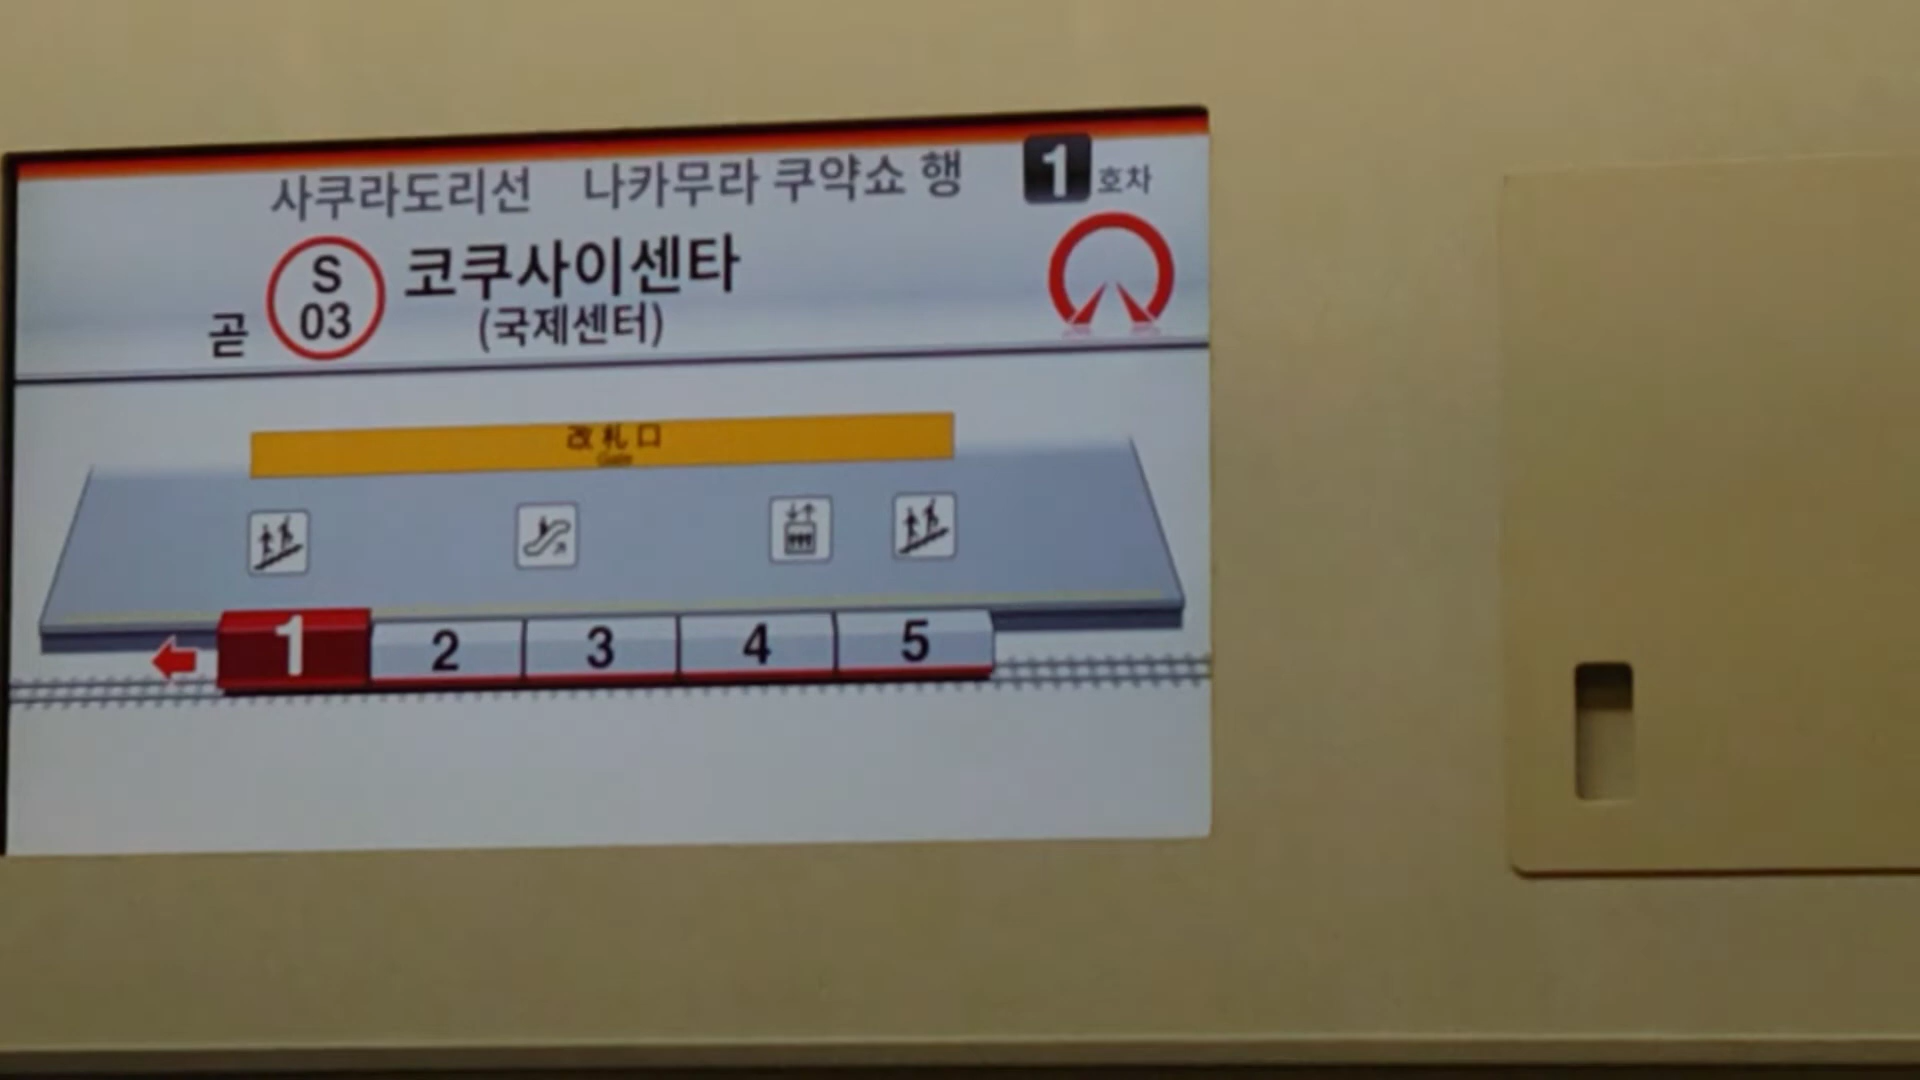 사쿠라도리선 나카무라 쿠약쇼 행 1 호차
곧 S 03 코쿠사이센타
(국제센터)
改札口
Gate
1 2 3 4 5